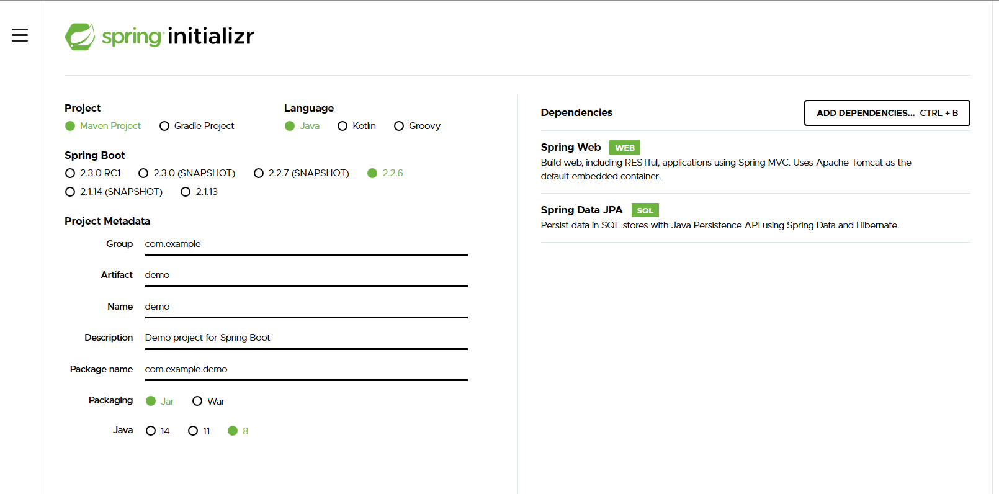 spring initializr
Project
Maven Project Gradle Project
Language
Java Kotlin Groovy
Spring Boot
2.3.0 RC1 2.3.0 (SNAPSHOT) 2.2.7 (SNAPSHOT) 2.2.6
2.1.14 (SNAPSHOT) 2.1.13
Project Metadata
Group com.example
Artifact demo
Name demo
Description Demo project for Spring Boot
Package name com.example.demo
Packaging Jar War
Java 14 11 8
Dependencies ADD DEPENDENCIES... CTRL + B
Spring Web WEB
Build web, including RESTful, applications using Spring MVC. Uses Apache Tomcat as the
default embedded container.
Spring Data JPA SQL
Persist data in SQL stores with Java Persistence API using Spring Data and Hibernate.